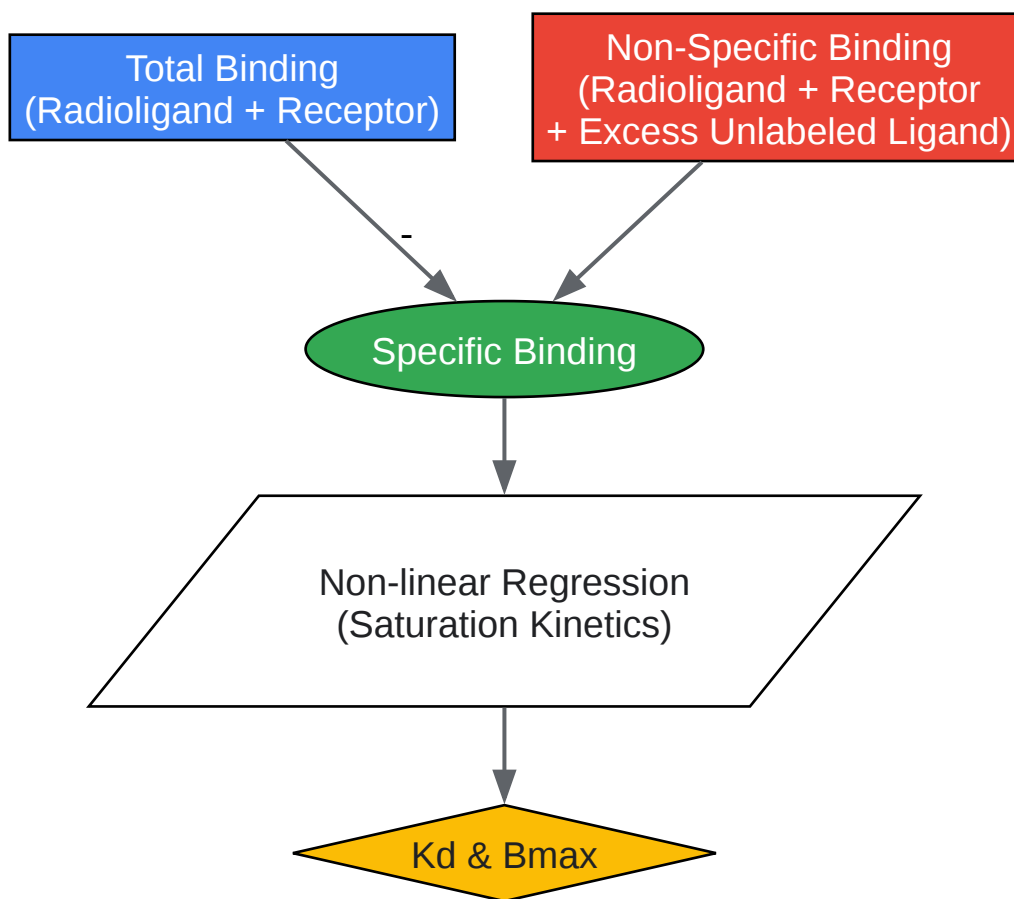 Total Binding
(Radioligand + Receptor)
Non-Specific Binding
(Radioligand + Receptor
+ Excess Unlabeled Ligand)
-
Specific Binding
Non-linear Regression
(Saturation Kinetics)
Kd & Bmax